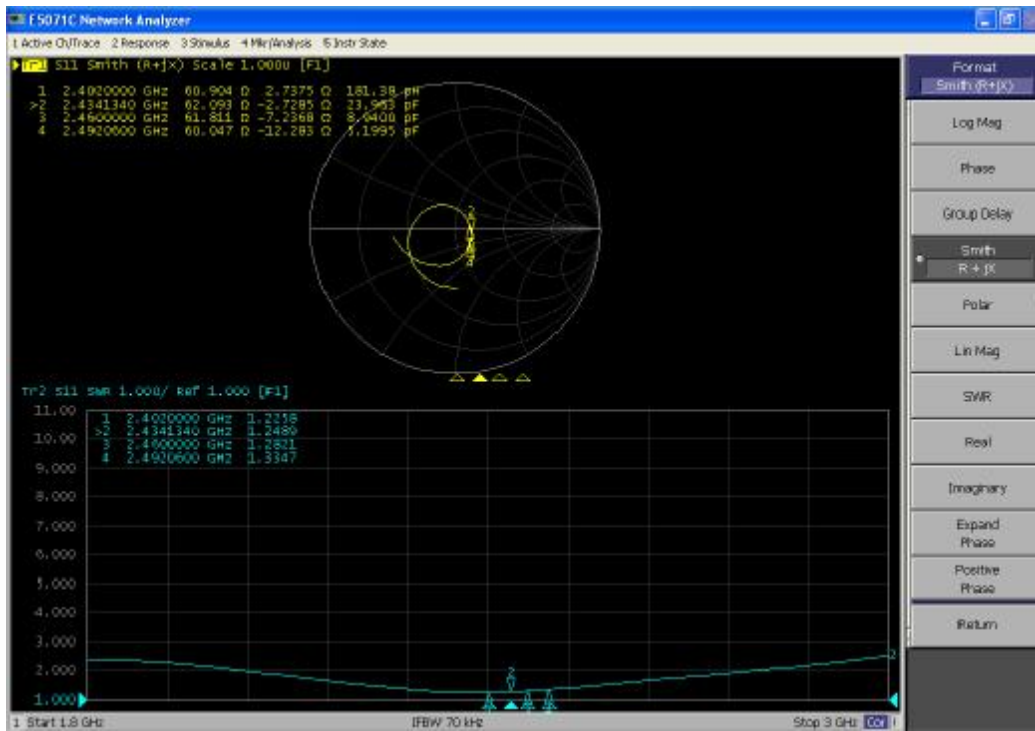 E5071C Network Analyzer
1 Active Ch/Trace 2 Response 3 Stimulus 4 Mkr/Analysis 5 Instr State
Tr1 S11 Smith (R+jX) Scale 1.000U [F1]
1 2.4020000 GHz 60.904 Ω 2.7375 Ω 181.38 pH
>2 2.4341340 GHz 62.093 Ω -2.7285 Ω 23.963 pF
3 2.4600000 GHz 61.811 Ω -7.2368 Ω 8.9400 pF
4 2.4920600 GHz 60.047 Ω -12.283 Ω 5.1995 pF
2
Tr2 S11 SWR 1.000/ Ref 1.000 [F1]
11.00
10.00
9.000
8.000
7.000
6.000
5.000
4.000
3.000
2.000
1.000
1 2.4020000 GHz 1.2258
>2 2.4341340 GHz 1.2489
3 2.4600000 GHz 1.2821
4 2.4920600 GHz 1.3347
2
2
1 Start 1.8 GHz IFBW 70 kHz Stop 3 GHz Cor !
Format
Smith (R+jX)
Log Mag
Phase
Group Delay
Smith
R + jX
Polar
Lin Mag
SWR
Real
Imaginary
Expand
Phase
Positive
Phase
Return